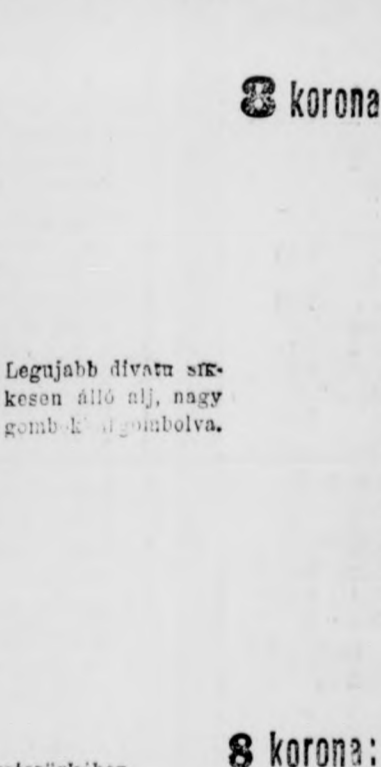 8 korona
Legujabb divatu sik-
kesen álló alj, nagy
8 korona: